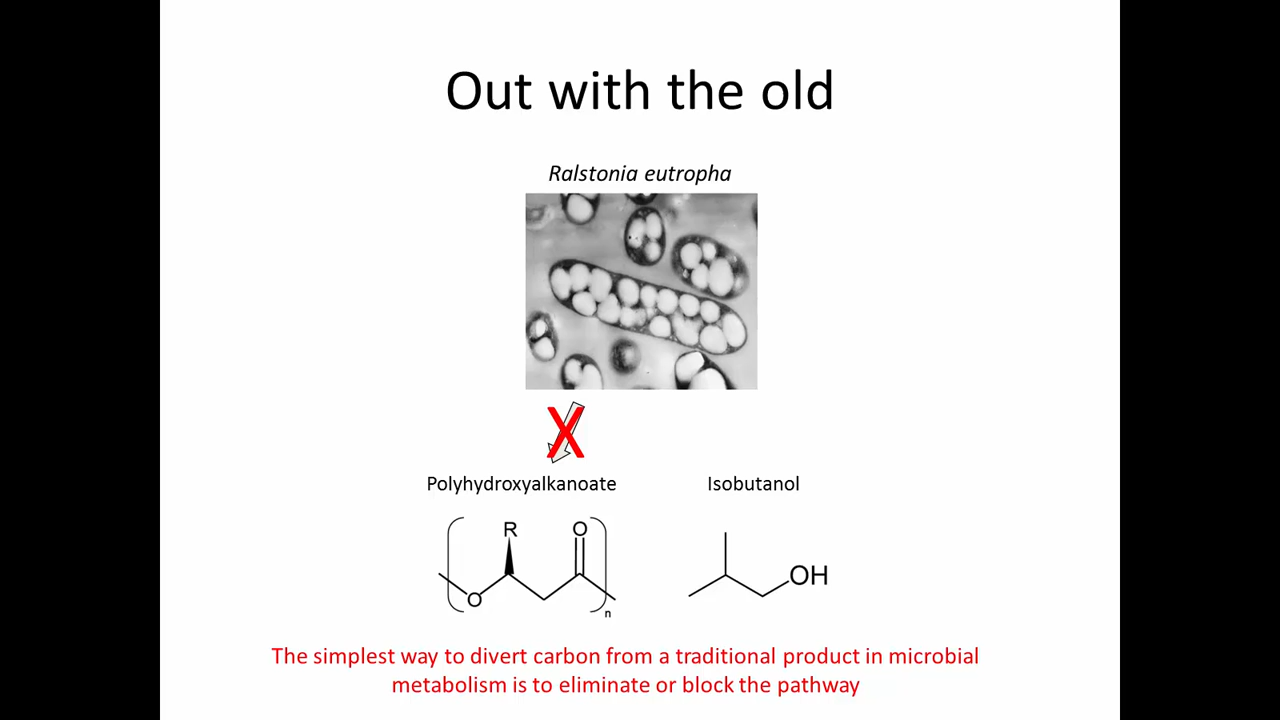 Out with the old
Ralstonia eutropha
X
Polyhydroxyalkanoate
Isobutanol
R
O
O
n
OH
The simplest way to divert carbon from a traditional product in microbial
metabolism is to eliminate or block the pathway